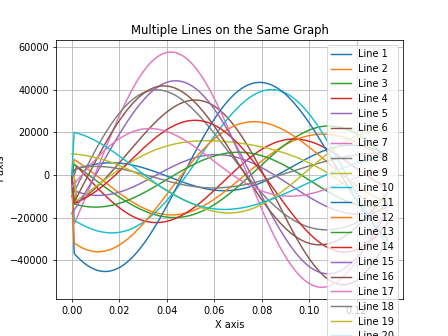 Multiple Lines on the Same Graph
60000
40000
20000
0
−20000
−40000
0.00
0.02
0.04
0.06
0.08
0.10
X axis
Line 1
Line 2
Line 3
Line 4
Line 5
Line 6
Line 7
Line 8
Line 9
Line 10
Line 11
Line 12
Line 13
Line 14
Line 15
Line 16
Line 17
Line 18
Line 19
Line 20